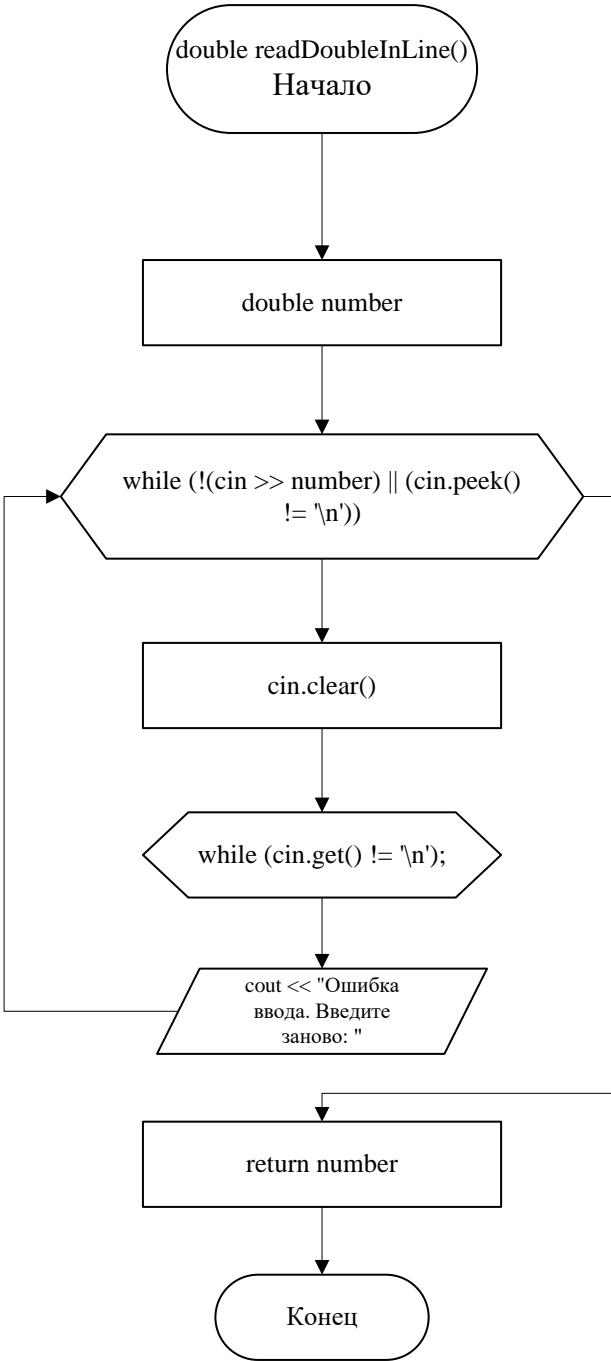 double readDoubleInLine()
Начало
double number
while (!(cin >> number) || (cin.peek()
!= '\n'))
cin.clear()
while (cin.get() != '\n');
cout << "Ошибка
ввода. Введите
заново: "
return number
Конец